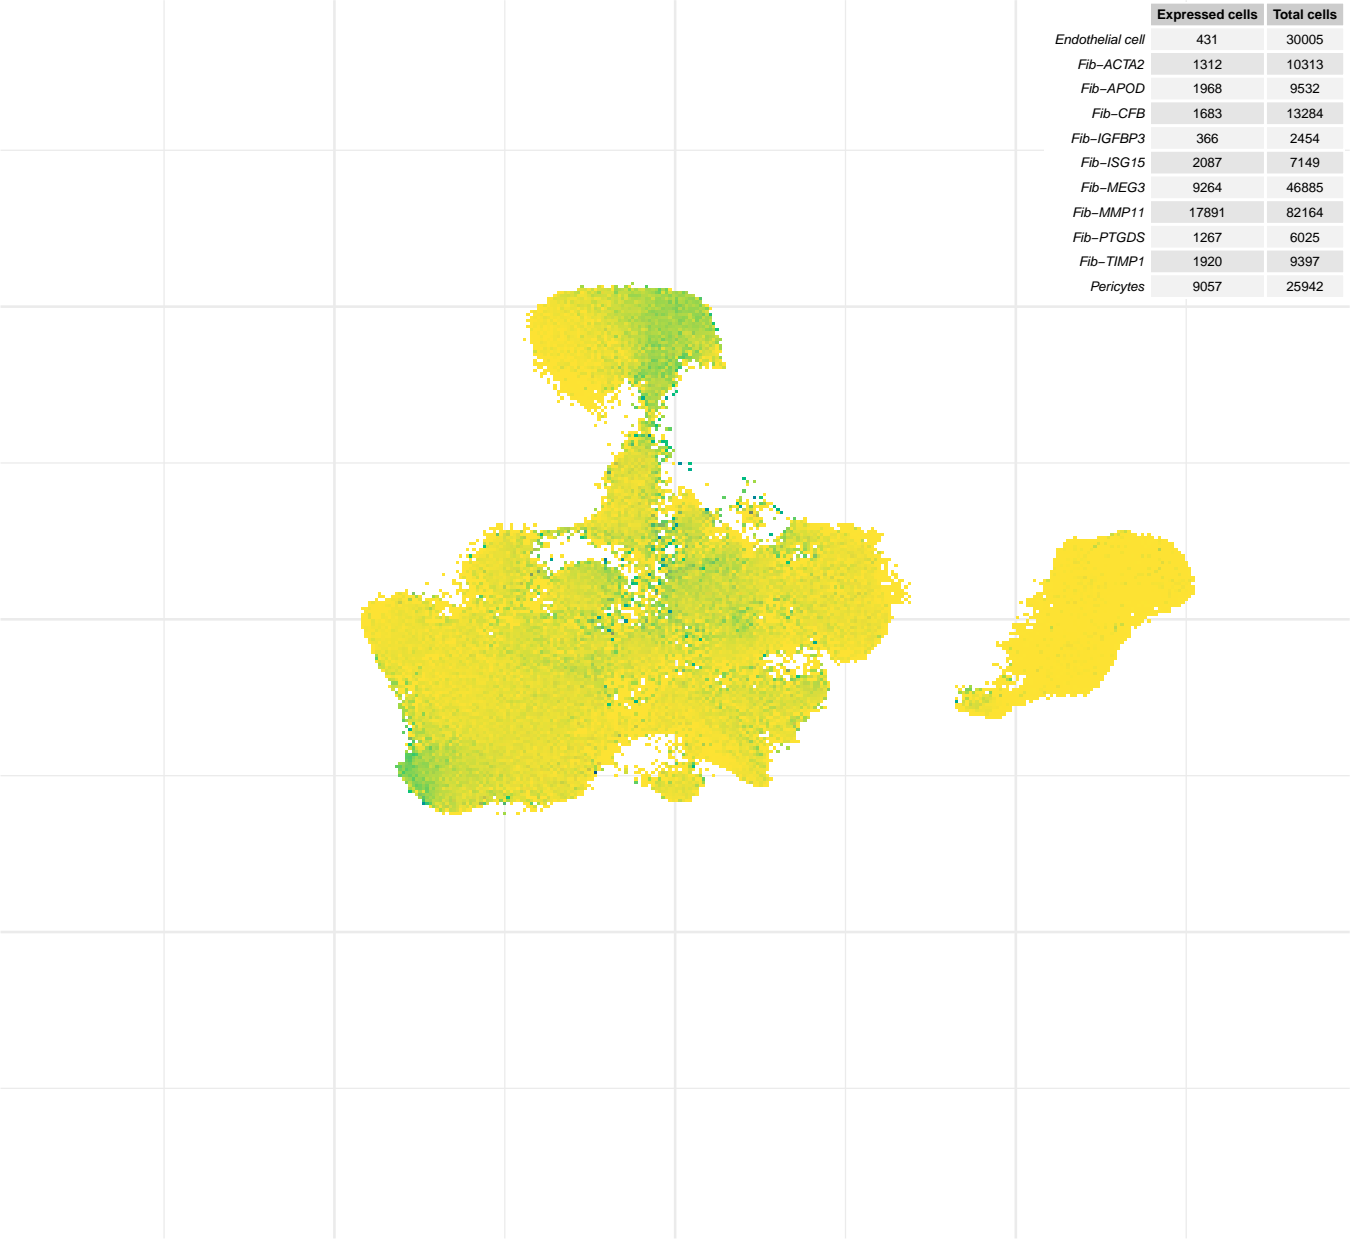 Expressed cells Total cells
Endothelial cell 431 30005
Fib−ACTA2 1312 10313
Fib−APOD 1968 9532
Fib−CFB 1683 13284
Fib−IGFBP3 366 2454
Fib−ISG15 2087 7149
Fib−MEG3 9264 46885
Fib−MMP11 17891 82164
Fib−PTGDS 1267 6025
Fib−TIMP1 1920 9397
Pericytes 9057 25942